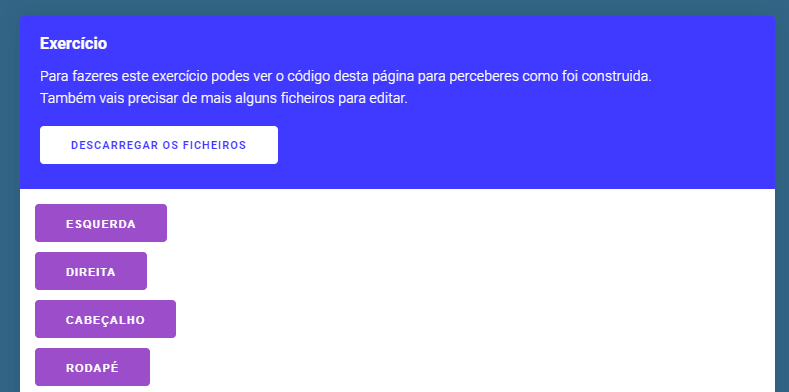 Exercício
Para fazeres este exercício podes ver o código desta página para perceberes como foi construida.
Também vais precisar de mais alguns ficheiros para editar.
DESCARREGAR OS FICHEIROS
ESQUERDA
DIREITA
CABEÇALHO
RODAPÉ